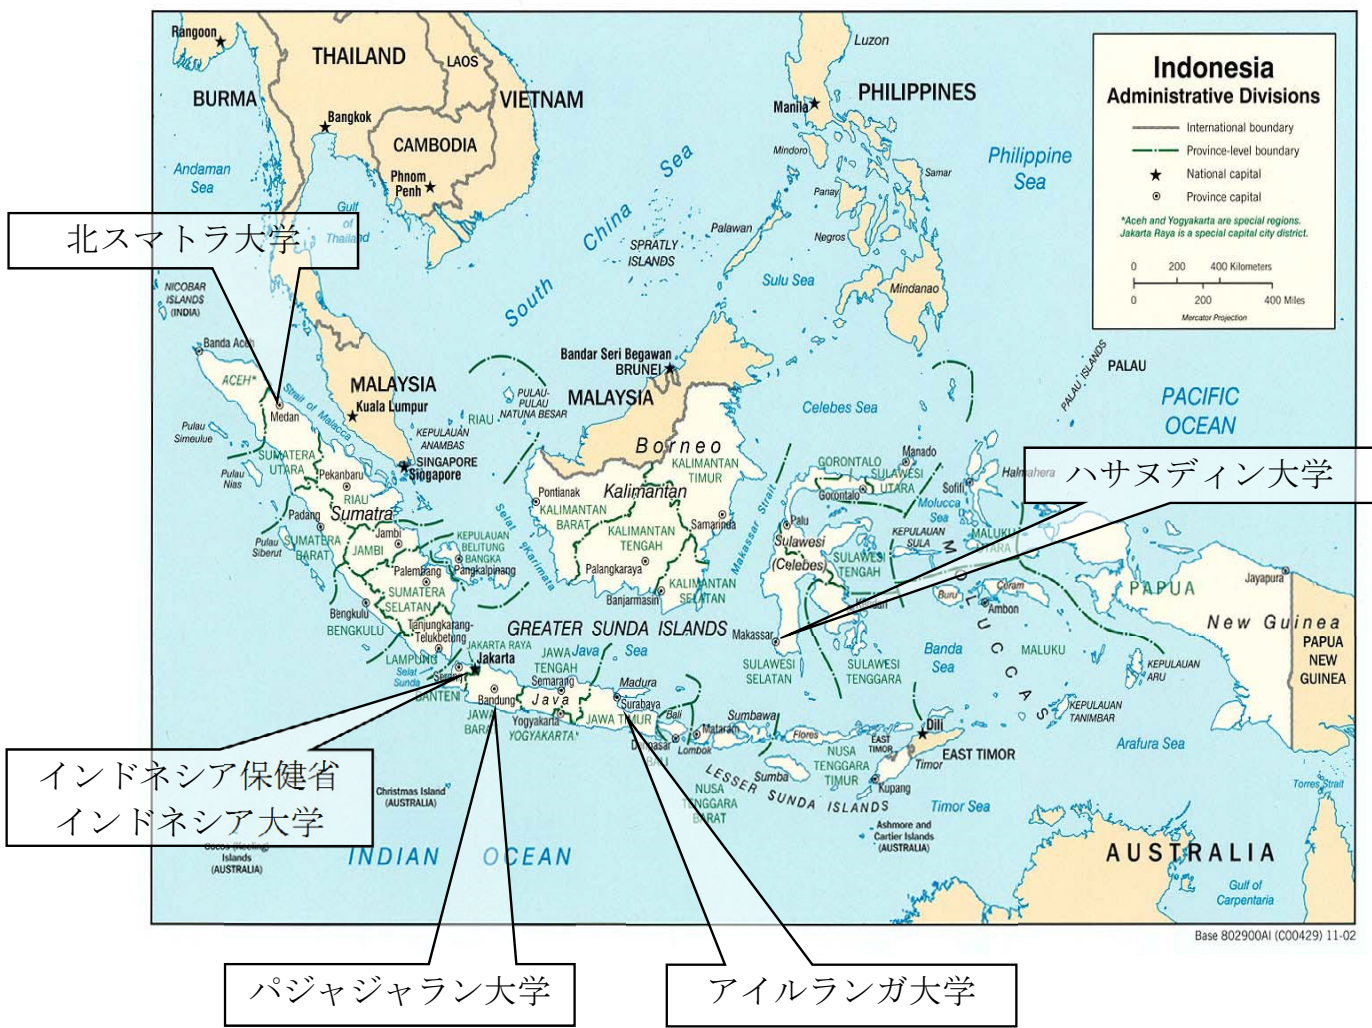 Rangoon
THAILAND
LAOS
BURMA
VIETNAM
Bangkok
CAMBODIA
Phnom
Penh
Andaman
Sea
Gulf
of
Thailand
Luzon
PHILIPPINES
Manila
Mindoro
Samar
Panay
Palawan
Negros
Philippine
Sea
South China Sea
SPRATLY
ISLANDS
Sulu Sea
Mindanao
Indonesia
Administrative Divisions
International boundary
Province-level boundary
National capital
Province capital
*Aceh and Yogyakarta are special regions.
Jakarta Raya is a special capital city district.
0 200 400 Kilometers
0 200 400 Miles
Mercator Projection
北スマトラ大学
NICOBAR
ISLANDS
(INDIA)
Banda Aceh
ACEH*
Strait of Malacca
Medan
MALAYSIA
Kuala Lumpur
Pulau
Simeulue
SUMATERA
UTARA
Pulau
Nias
Pekanbaru
RIAU
Padang
Sumatra
Pulau
Siberut
SUMATERA
BARAT
Jambi
JAMBI
Palembang
SUMATERA
SELATAN
Bengkulu
BENGKULU
Tanjungkarang-
Telukbetung
LAMPUNG
Selat
Sunda
KEPULAUAN
ANAMBAS
SINGAPORE
Singapore
RIAU
PULAU-
PULAU
NATUNA BESAR
KEPULAUAN
BELITUNG
BANGKA
Pangkalpinang
Selat Karimata
Bandar Seri Begawan
BRUNEI
MALAYSIA
Borneo
KALIMANTAN
TIMUR
Kalimantan
Pontianak
KALIMANTAN
BARAT
KALIMANTAN
TENGAH
Samarinda
Palangkaraya
KALIMANTAN
SELATAN
Banjarmasin
Makassar Strait
Celebes Sea
PALAU ISLANDS
PALAU
PACIFIC
OCEAN
Manado
GORONTALO
SULAWESI
UTARA
Gorontalo
Palu
Sulawesi
(Celebes)
SULAWESI
TENGAH
Kendari
Makassar
SULAWESI
SELATAN
SULAWESI
TENGGARA
Halmahera
Sofifi
Molucca
Sea
KEPULAUAN
SULA
MALUKU
UTARA
MOLUCCAS
Buru
Ceram
Ambon
Banda
Sea
MALUKU
ハサヌディン大学
PAPUA
Jayapura
New Guinea
PAPUA
NEW
GUINEA
KEPULAUAN
ARU
KEPULAUAN
TANIMBAR
Arafura Sea
GREATER SUNDA ISLANDS
Java
Sea
JAKARTA RAYA
Jakarta
Serang
BANTEN
Bandung
JAWA
BARAT
JAWA
TENGAH
Semarang
Java
Yogyakarta
YOGYAKARTA*
Madura
Surabaya
JAWA TIMUR
Bali
Denpasar
BALI
Mataram
Lombok
Sumbawa
Flores
Sumba
LESSER SUNDA ISLANDS
NUSA
TENGGARA
BARAT
NUSA
TENGGARA
TIMUR
EAST
TIMOR
Dili
EAST TIMOR
Timor
Kupang
Timor Sea
Ashmore and
Cartier Islands
(AUSTRALIA)
インドネシア保健省
インドネシア大学
Christmas Island
(AUSTRALIA)
Cocos (Keeling)
Islands
(AUSTRALIA)
INDIAN OCEAN
AUSTRALIA
Torres Strait
Gulf of
Carpentaria
Base 802900AI (C00429) 11-02
パジャジャラン大学
アイルランガ大学